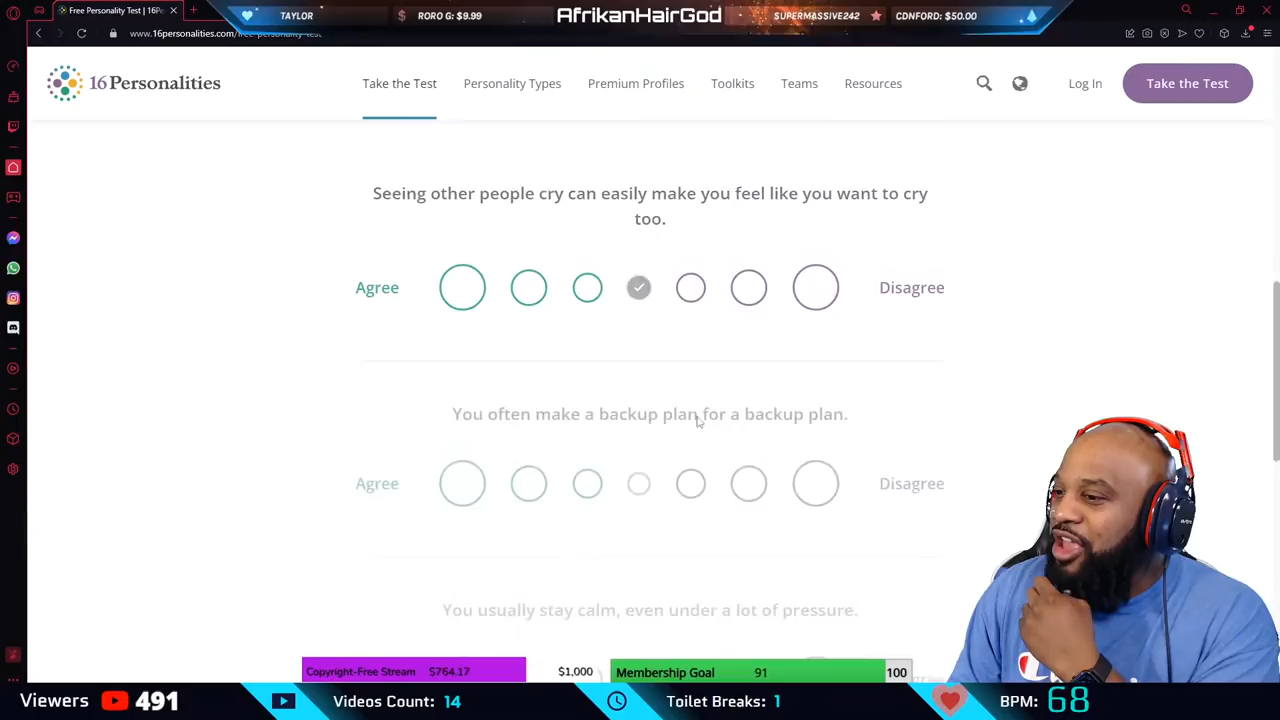 Free Personality Test | 16Pe
TAYLOR
RORO G: $9.99
AfrikanHairGod
SUPERMASSIVE242
CDNFORD: $50.00
www.16personalities.com/free-personality-test
16Personalities
Take the Test
Personality Types
Premium Profiles
Toolkits
Teams
Resources
Log In
Take the Test
Seeing other people cry can easily make you feel like you want to cry
too.
Agree
Disagree
You often make a backup plan for a backup plan.
Agree
Disagree
You usually stay calm, even under a lot of pressure.
Copyright-Free Stream $764.17 $1,000
Membership Goal 91 100
Viewers 491
Videos Count: 14
Toilet Breaks: 1
BPM: 68